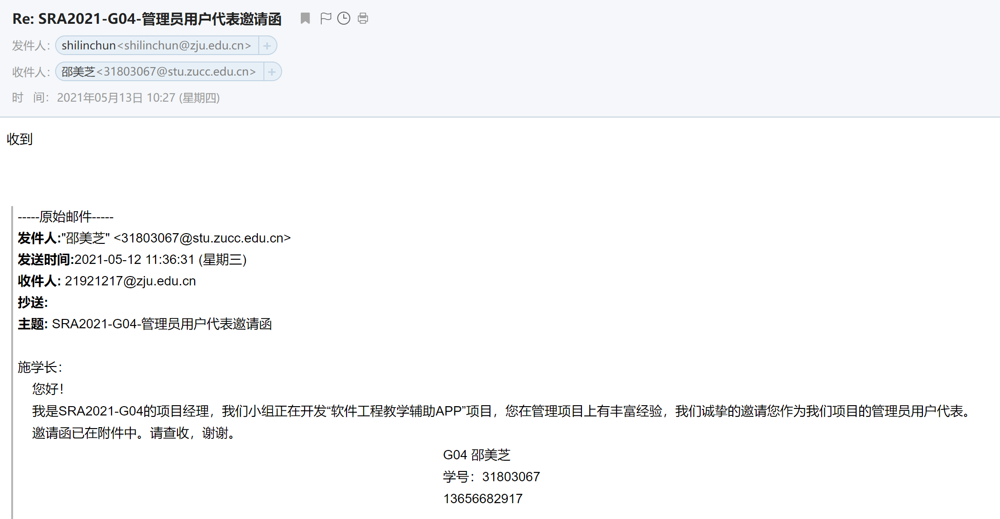 Re: SRA2021-G04-管理员用户代表邀请函
发件人：shilinchun<shilinchun@zju.edu.cn> +
收件人：邵美芝<31803067@stu.zucc.edu.cn> +
时 间：2021年05月13日 10:27 (星期四)
收到
-----原始邮件-----
发件人:"邵美芝" <31803067@stu.zucc.edu.cn>
发送时间:2021-05-12 11:36:31 (星期三)
收件人: 21921217@zju.edu.cn
抄送:
主题: SRA2021-G04-管理员用户代表邀请函
施学长：
您好！
我是SRA2021-G04的项目经理，我们小组正在开发“软件工程教学辅助APP”项目，您在管理项目上有丰富经验，我们诚挚的邀请您作为我们项目的管理员用户代表。
邀请函已在附件中。请查收，谢谢。
G04 邵美芝
学号：31803067
13656682917